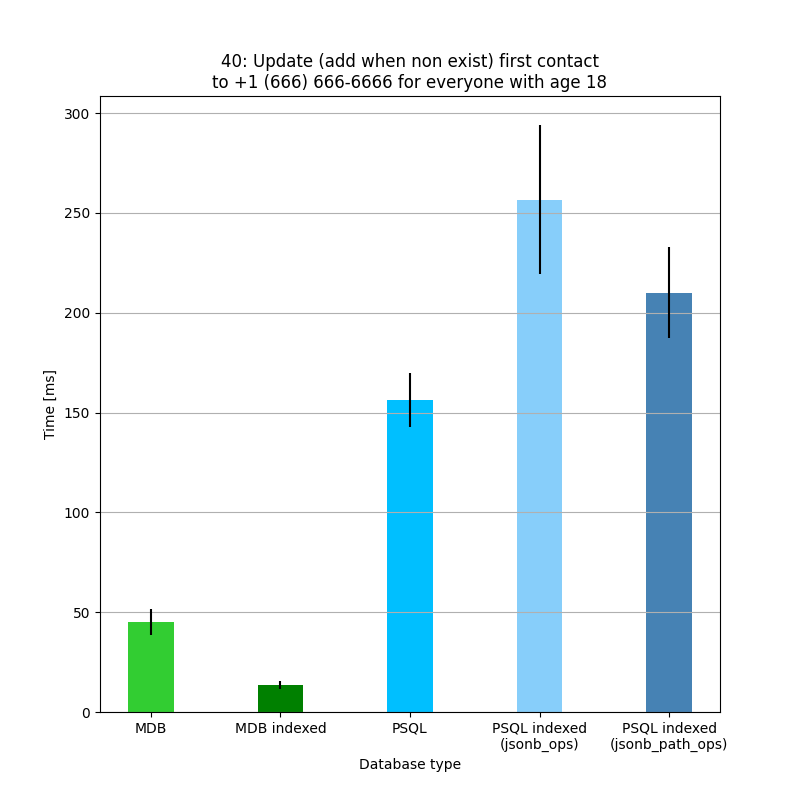 40: Update (add when non exist) first contact
to +1 (666) 666-6666 for everyone with age 18
300
250
200
150
100
50
0
Time [ms]
MDB
MDB indexed
PSQL
PSQL indexed
(jsonb_ops)
PSQL indexed
(jsonb_path_ops)
Database type